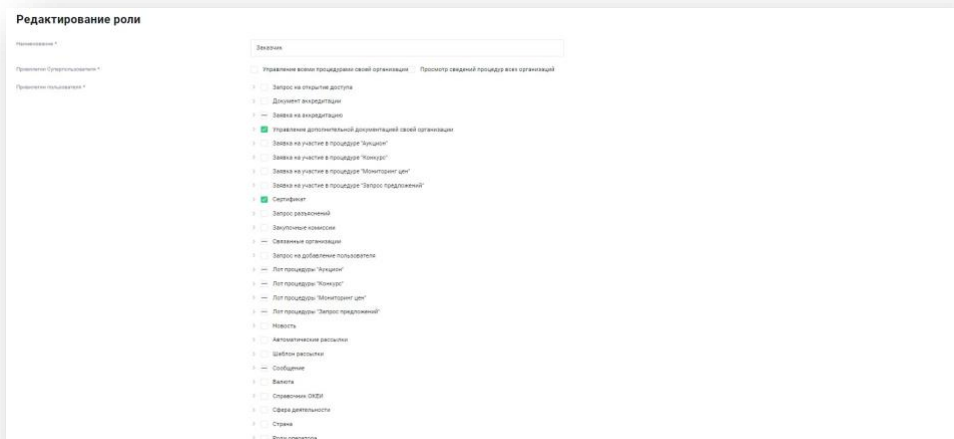 Редактирование роли
Наименование *
Заказчик
Привилегии Суперпользователя *
Управление всеми процедурами своей организации Просмотр сведений процедур всех организаций
Привилегии пользователя *
Запрос на открытие доступа
Документ аккредитации
Заявка на аккредитацию
Управление дополнительной документацией своей организации
Заявка на участие в процедуре "Аукцион"
Заявка на участие в процедуре "Конкурс"
Заявка на участие в процедуре "Мониторинг цен"
Заявка на участие в процедуре "Запрос предложений"
Сертификат
Запрос разъяснений
Закупочные комиссии
Связанные организации
Запрос на добавление пользователя
Лот процедуры "Аукцион"
Лот процедуры "Конкурс"
Лот процедуры "Мониторинг цен"
Лот процедуры "Запрос предложений"
Новость
Автоматические рассылки
Шаблон рассылки
Сообщение
Валюта
Справочник ОКЕИ
Сфера деятельности
Страна
Роли оператора